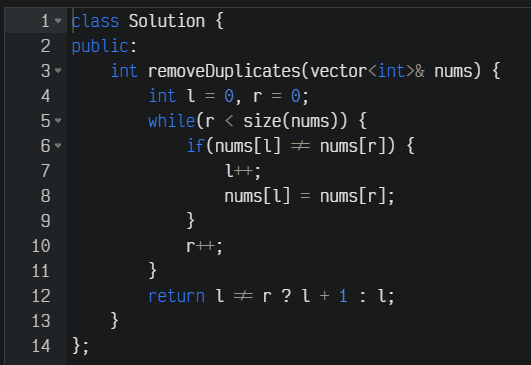 1 class Solution {
2 public:
3     int removeDuplicates(vector<int>& nums) {
4         int l = 0, r = 0;
5         while(r < size(nums)) {
6             if(nums[l] != nums[r]) {
7                 l++;
8                 nums[l] = nums[r];
9             }
10             r++;
11         }
12         return l != r ? l + 1 : l;
13     }
14 };